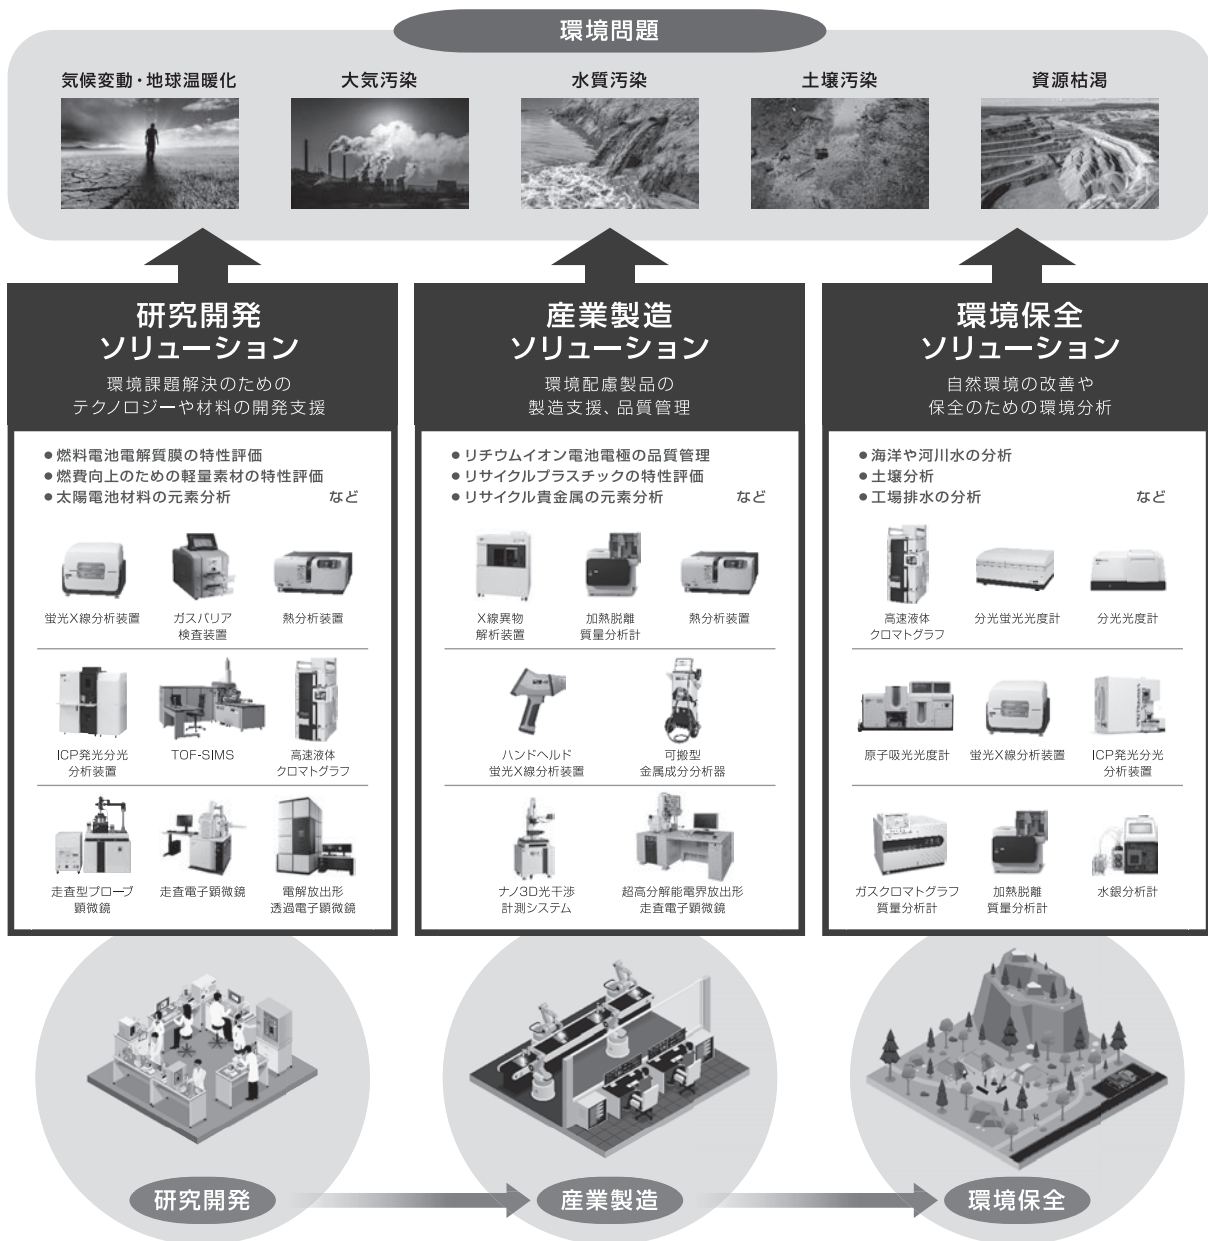 環境問題
気候変動・地球温暖化
大気汚染
水質汚染
土壌汚染
資源枯渇
研究開発
ソリューション
環境課題解決のための
テクノロジーや材料の開発支援
●燃料電池電解質膜の特性評価
●燃費向上のための軽量素材の特性評価
●太陽電池材料の元素分析 など
蛍光X線分析装置
ガスバリア
検査装置
熱分析装置
ICP発光分光
分析装置
TOF-SIMS
高速液体
クロマトグラフ
走査型プローブ
顕微鏡
走査電子顕微鏡
電解放出形
透過電子顕微鏡
産業製造
ソリューション
環境配慮製品の
製造支援、品質管理
●リチウムイオン電池電極の品質管理
●リサイクルプラスチックの特性評価
●リサイクル貴金属の元素分析 など
X線異物
解析装置
加熱脱離
質量分析計
熱分析装置
ハンドヘルド
蛍光X線分析装置
可搬型
金属成分分析器
ナノ3D光干渉
計測システム
超高分解能電界放出形
走査電子顕微鏡
環境保全
ソリューション
自然環境の改善や
保全のための環境分析
●海洋や河川水の分析
●土壌分析
●工場排水の分析 など
高速液体
クロマトグラフ
分光蛍光光度計
分光光度計
原子吸光光度計
蛍光X線分析装置
ICP発光分光
分析装置
ガスクロマトグラフ
質量分析計
加熱脱離
質量分析計
水銀分析計
研究開発
産業製造
環境保全